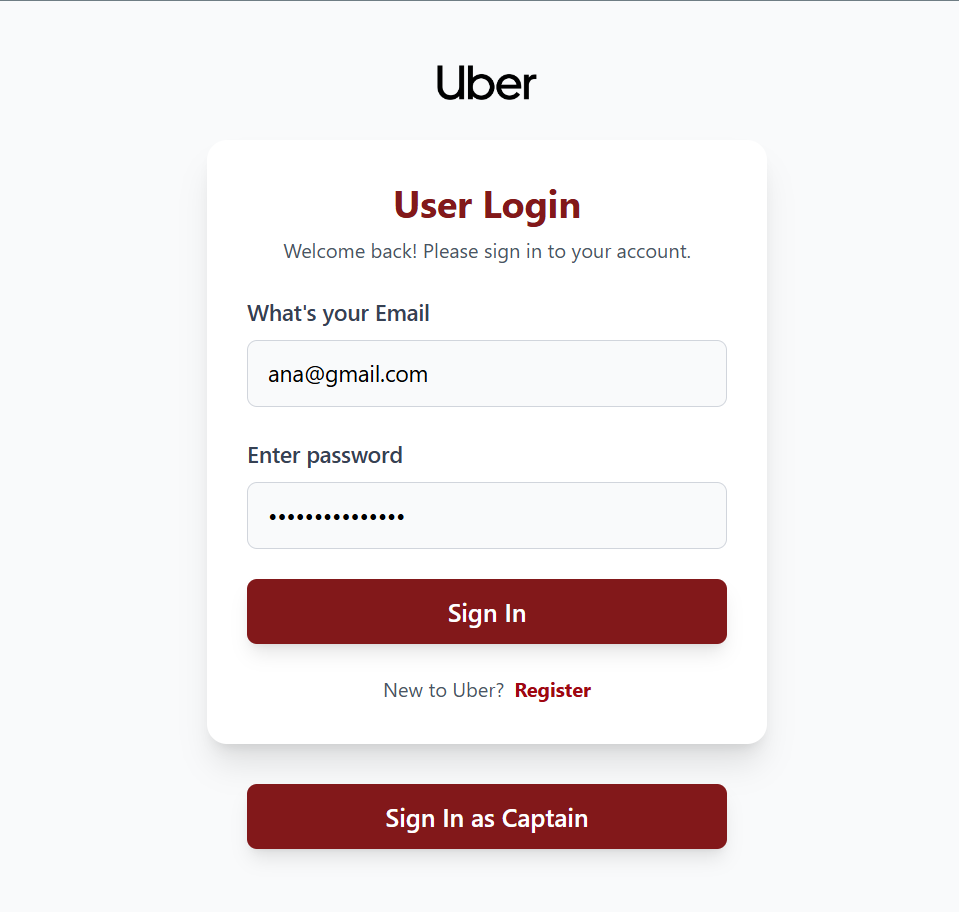 Uber
User Login
Welcome back! Please sign in to your account.
What's your Email
ana@gmail.com
Enter password
•••••••••••••••
Sign In
New to Uber? Register
Sign In as Captain